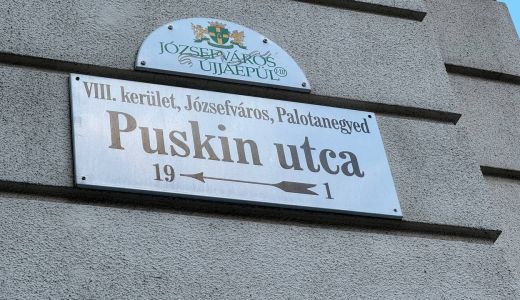 JÓZSEFVÁROS
ÚJJÁÉPÜL
VIII. kerület, Józsefváros, Palotanegyed
Puskin utca
19
1